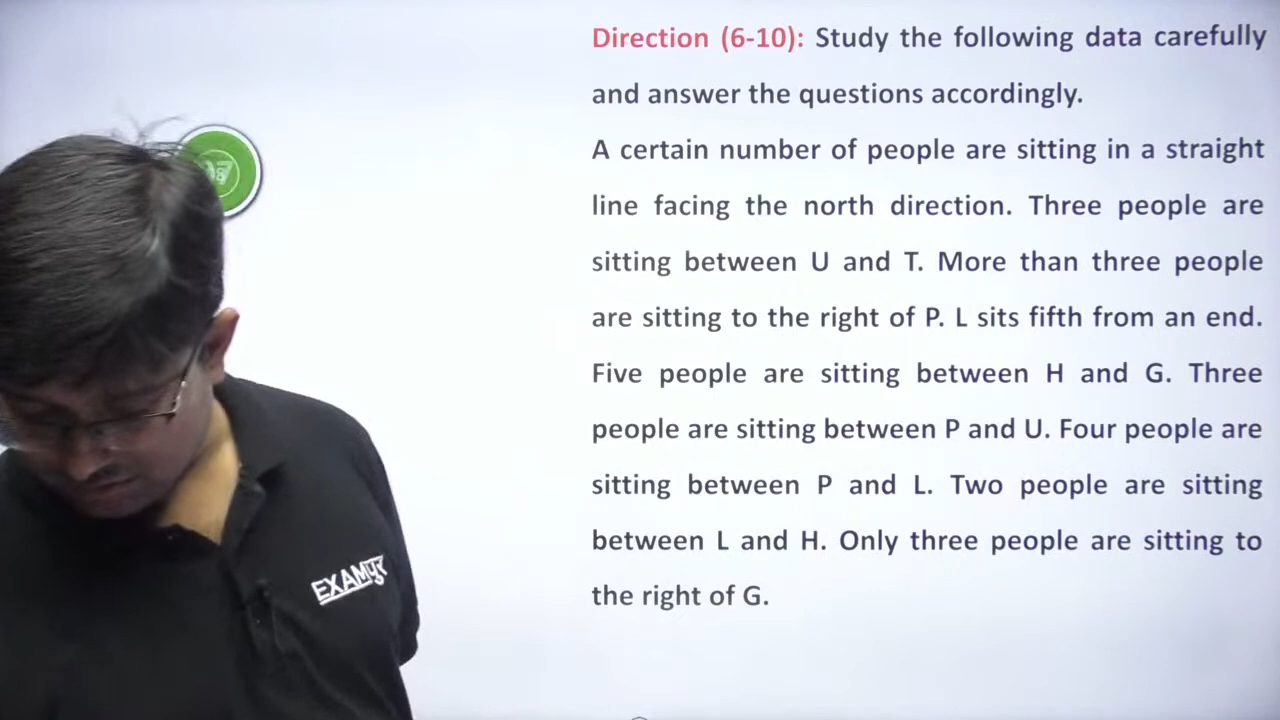 Direction (6-10): Study the following data carefully
and answer the questions accordingly.
A certain number of people are sitting in a straight
line facing the north direction. Three people are
sitting between U and T. More than three people
are sitting to the right of P. L sits fifth from an end.
Five people are sitting between H and G. Three
people are sitting between P and U. Four people are
sitting between P and L. Two people are sitting
between L and H. Only three people are sitting to
the right of G.
EXAM